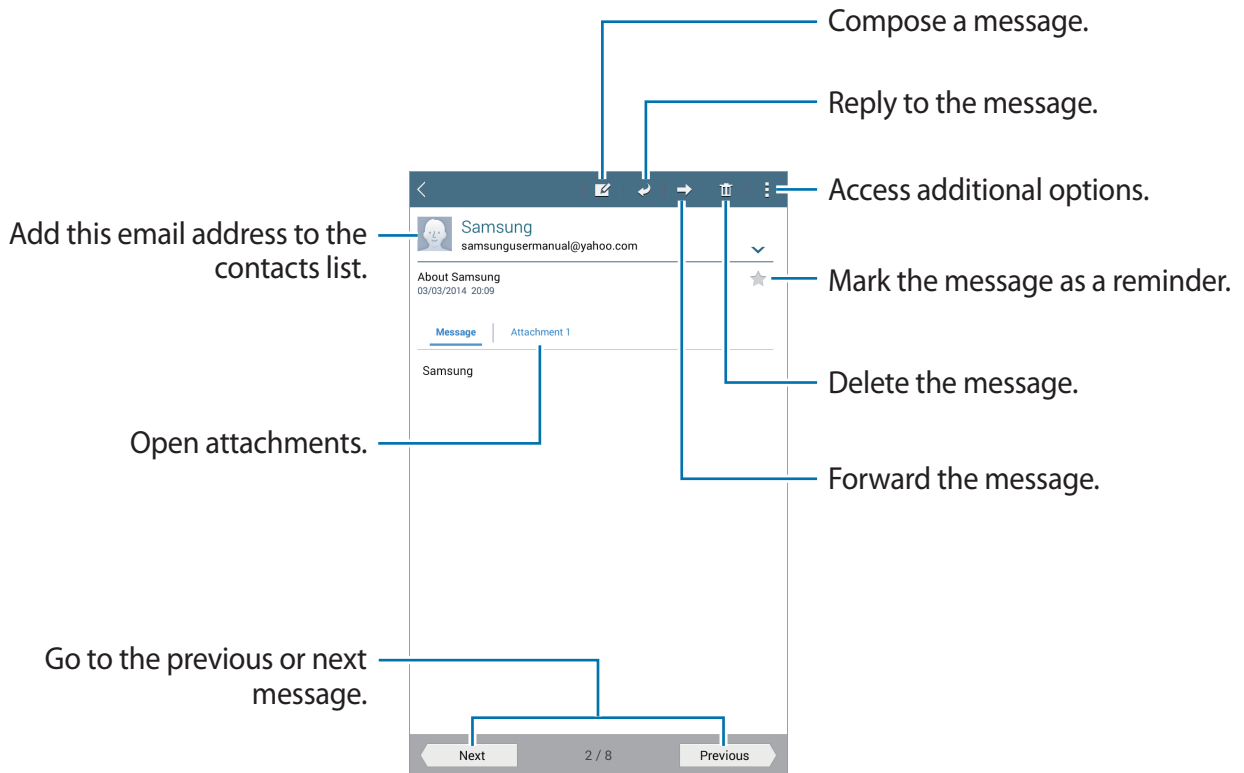 Compose a message.
Reply to the message.
Access additional options.
Add this email address to the
contacts list.
Samsung
samsungusermanual@yahoo.com
About Samsung
03/03/2014 20:09
Mark the message as a reminder.
Message
Attachment 1
Samsung
Delete the message.
Open attachments.
Forward the message.
Go to the previous or next
message.
Next
2 / 8
Previous